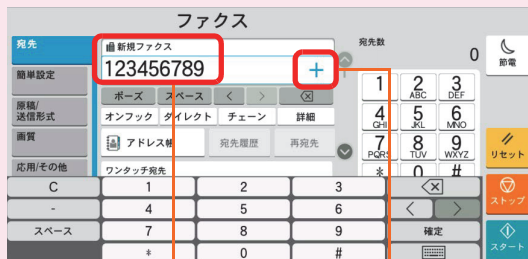 ファクス
宛先
新規ファクス
宛先数
0
節電
123456789
+
簡単設定
ポーズ スペース < >
1 2 ABC 3 DEF
原稿/
送信形式
オンフック ダイレクト チェーン 詳細
4 GHI 5 JKL 6 MNO
画質
アドレス帳 宛先履歴 再宛先
7 PQRS 8 TUV 9 WXYZ
リセット
応用/その他
ワンタッチ宛先
* 0 #
C 1 2 3
ストップ
- 4 5 6 < >
スペース 7 8 9 確定
スタート
* 0 #